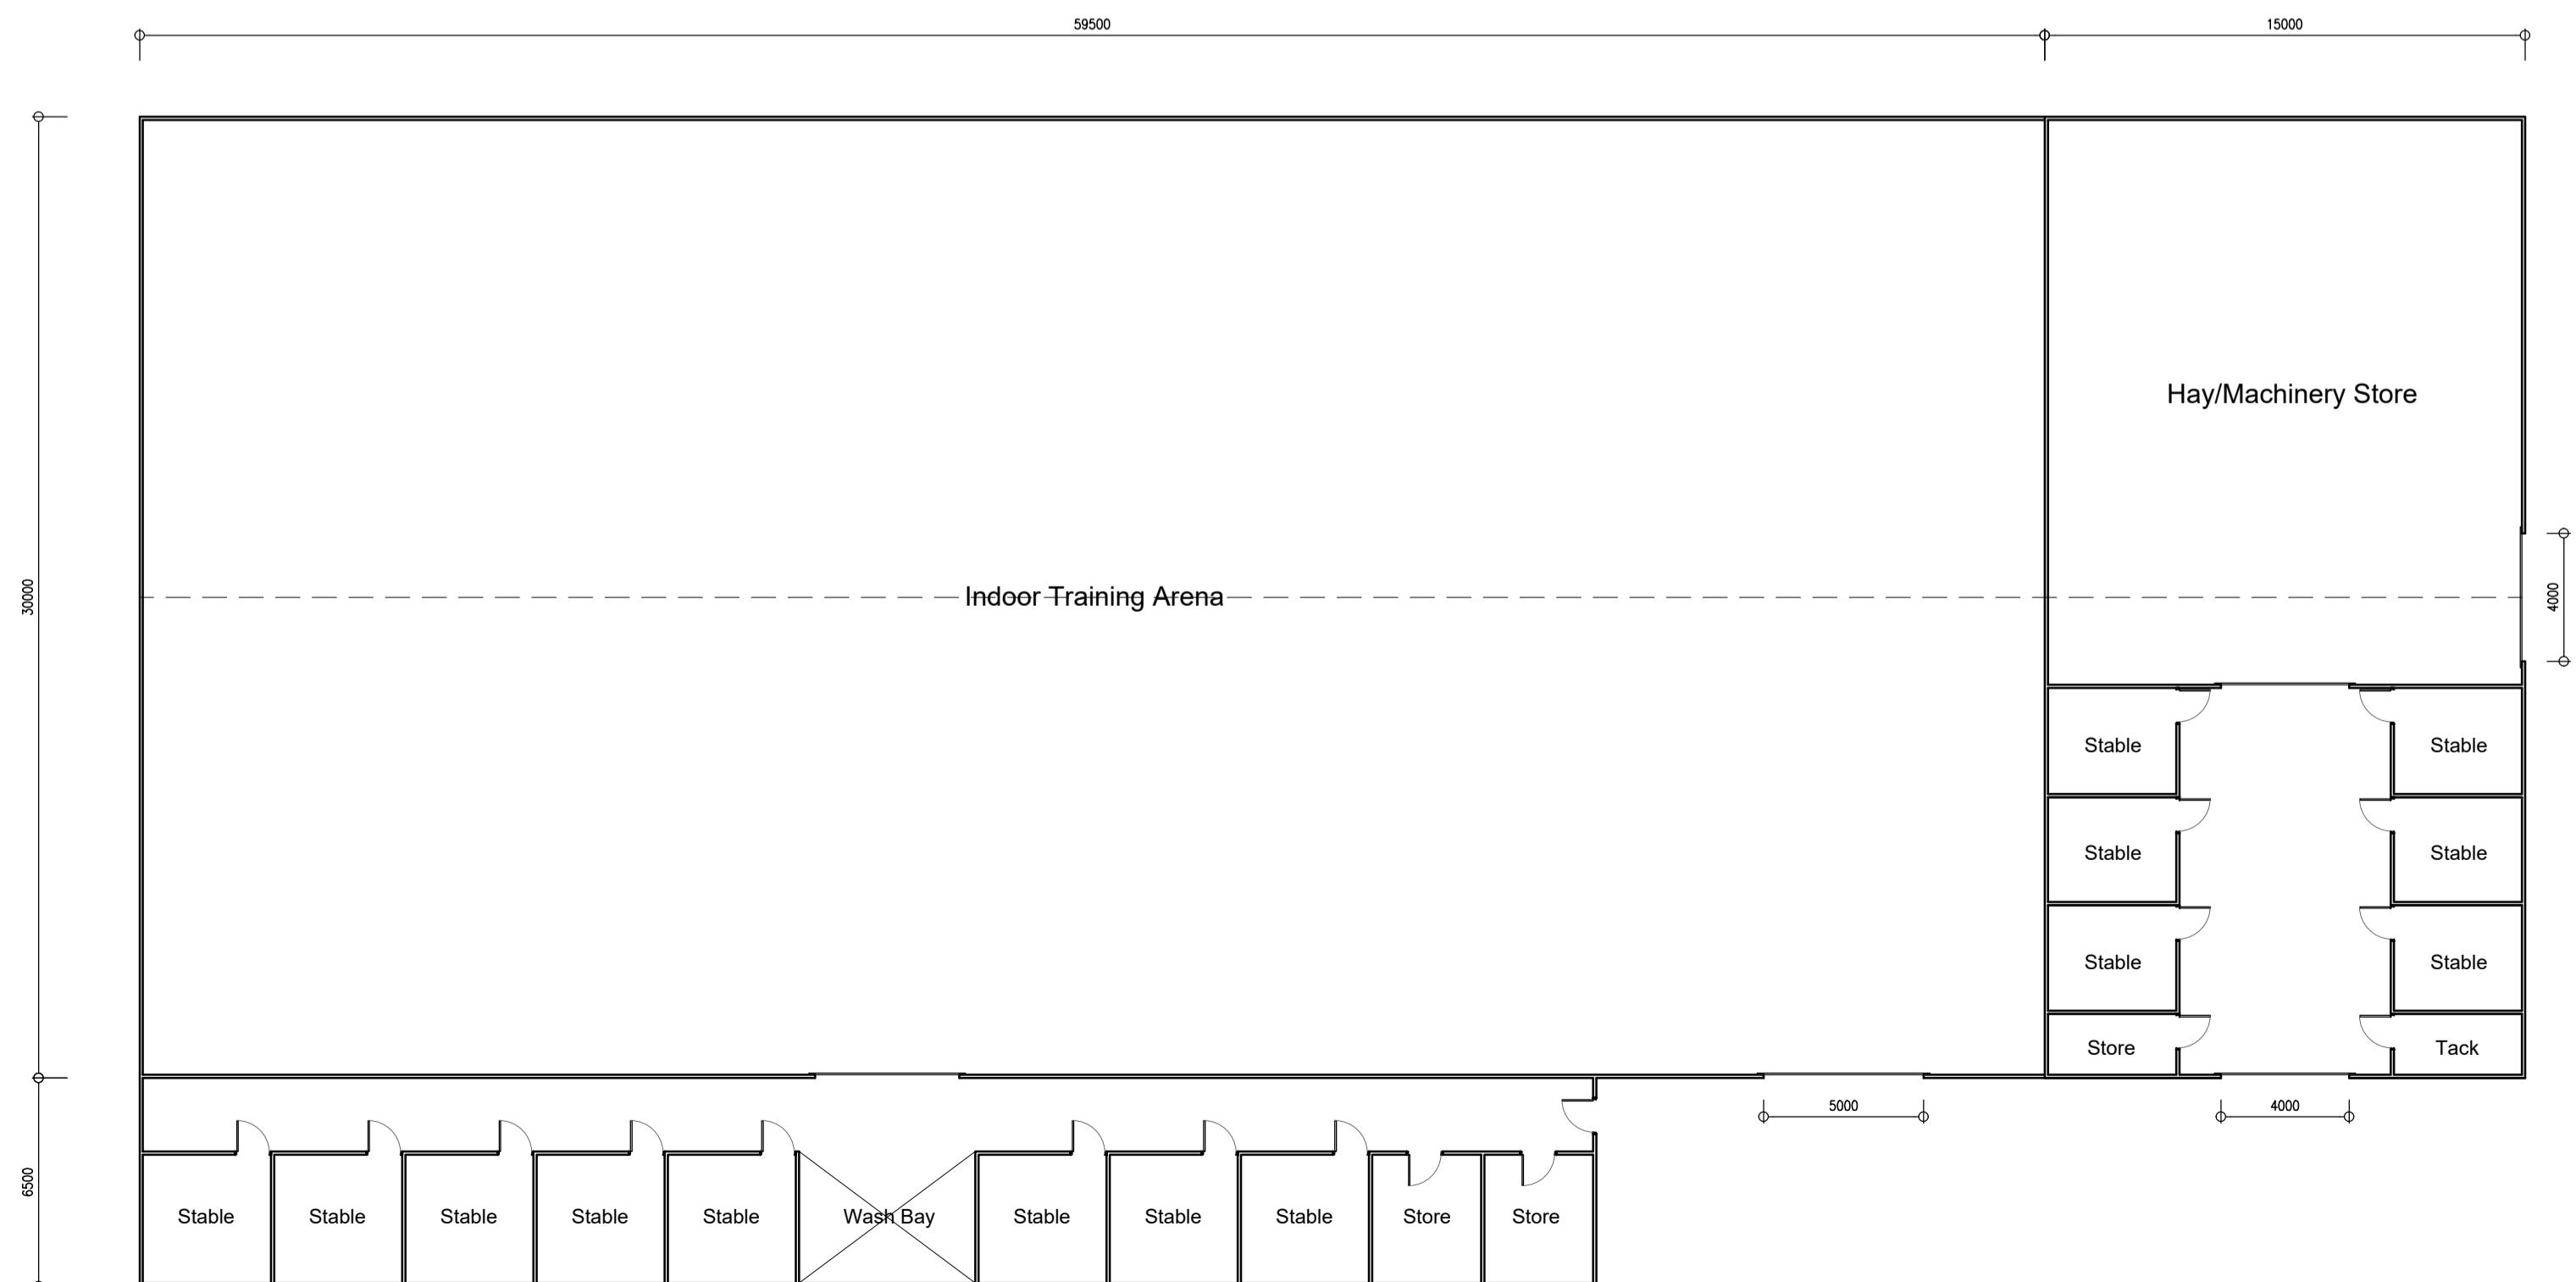 59500
15000
Hay/Machinery Store
30000
Indoor Training Arena
4000
Stable
Stable
Stable
Stable
Stable
Stable
Store
Tack
5000
4000
6500
Stable
Stable
Stable
Stable
Stable
Wash Bay
Stable
Stable
Stable
Store
Store